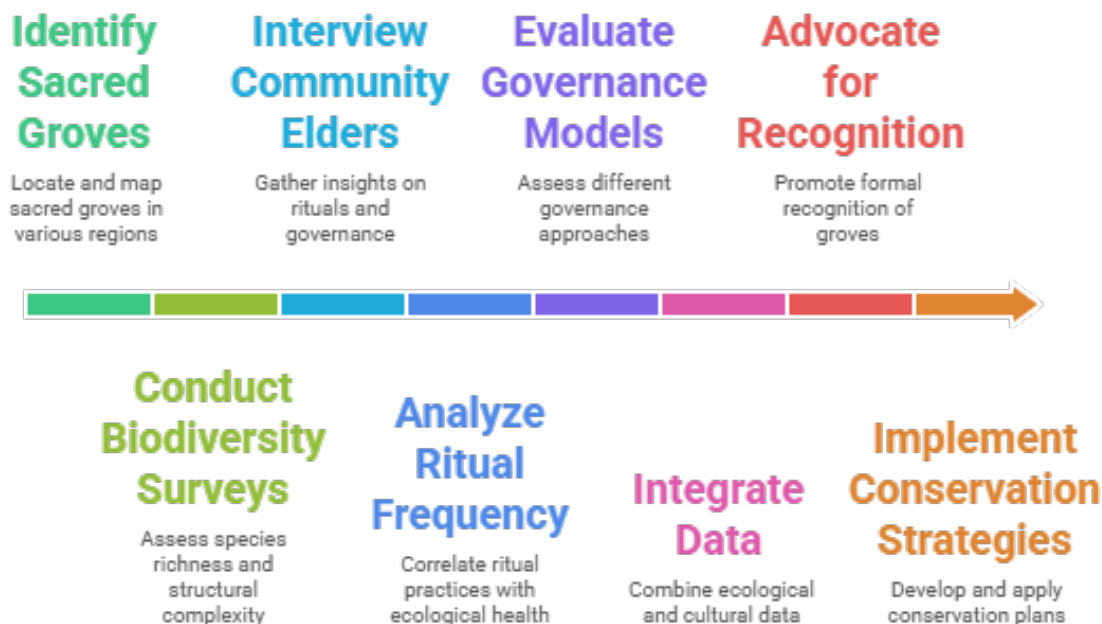 Identify
Sacred
Groves
Locate and map
sacred groves in
various regions
Interview
Community
Elders
Gather insights on
rituals and
governance
Evaluate
Governance
Models
Assess different
governance
approaches
Advocate
for
Recognition
Promote formal
recognition of
groves
Conduct
Biodiversity
Surveys
Assess species
richness and
structural
complexity
Analyze
Ritual
Frequency
Correlate ritual
practices with
ecological health
Integrate
Data
Combine ecological
and cultural data
Implement
Conservation
Strategies
Develop and apply
conservation plans